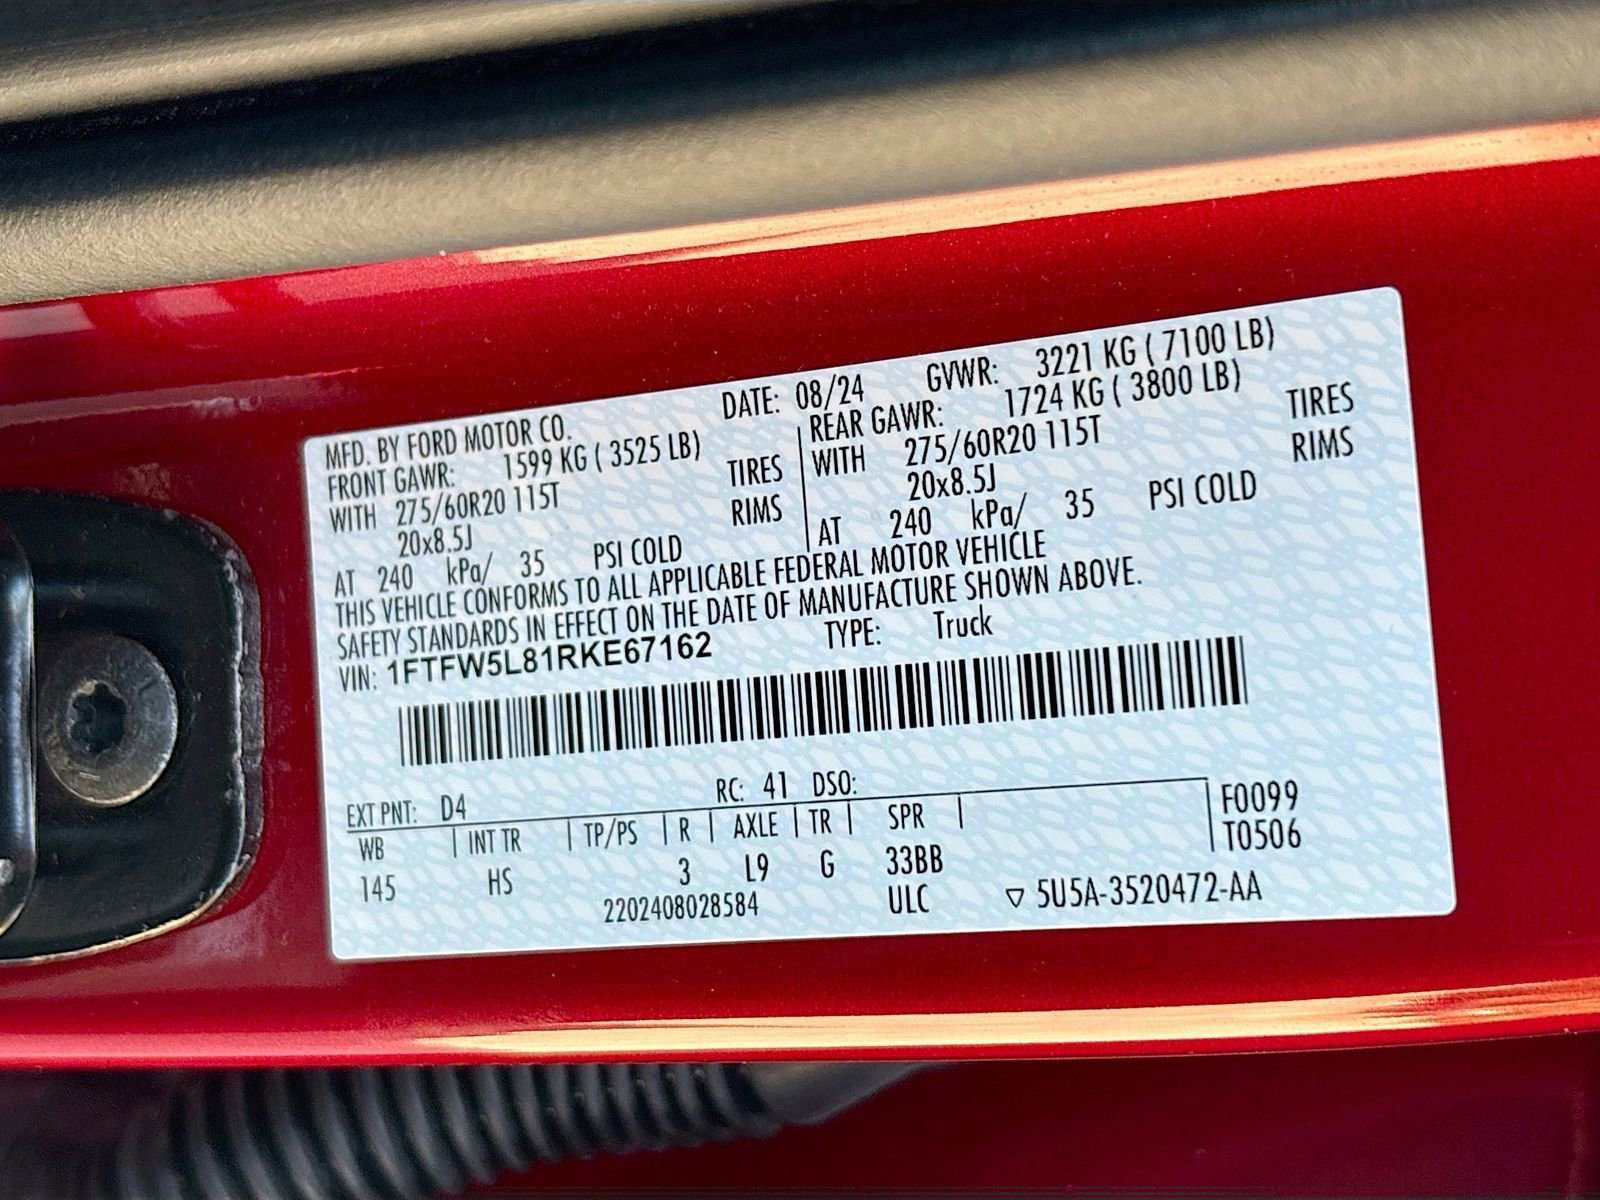 MFD. BY FORD MOTOR CO. DATE: 08/24 GVWR: 3221 KG ( 7100 LB)
FRONT GAWR: 1599 KG ( 3525 LB) REAR GAWR: 1724 KG ( 3800 LB)
WITH 275/60R20 115T TIRES WITH 275/60R20 115T TIRES
20x8.5J RIMS 20x8.5J RIMS
AT 240 kPa/ 35 PSI COLD AT 240 kPa/ 35 PSI COLD
THIS VEHICLE CONFORMS TO ALL APPLICABLE FEDERAL MOTOR VEHICLE
SAFETY STANDARDS IN EFFECT ON THE DATE OF MANUFACTURE SHOWN ABOVE.
VIN: 1FTFW5L81RKE67162 TYPE: Truck
EXT PNT: D4 RC: 41 DSO:
WB INT TR TP/PS R AXLE TR SPR F0099
145 HS 3 L9 G 33BB T0506
2202408028584 ULC ▽ 5U5A-3520472-AA